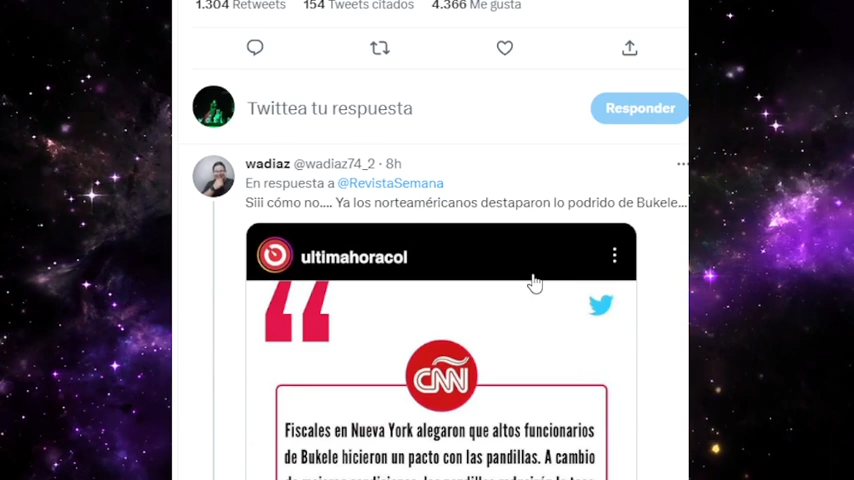 1.304 Retweets 154 Tweets citados 4.366 Me gusta
Twittea tu respuesta
Responder
wadiaz @wadiaz74_2 · 8h
En respuesta a @RevistaSemana
Siii cómo no.... Ya los norteaméricanos destaparon lo podrido de Bukele...
ultimahoracol
CNN
Fiscales en Nueva York alegaron que altos funcionarios
de Bukele hicieron un pacto con las pandillas. A cambio